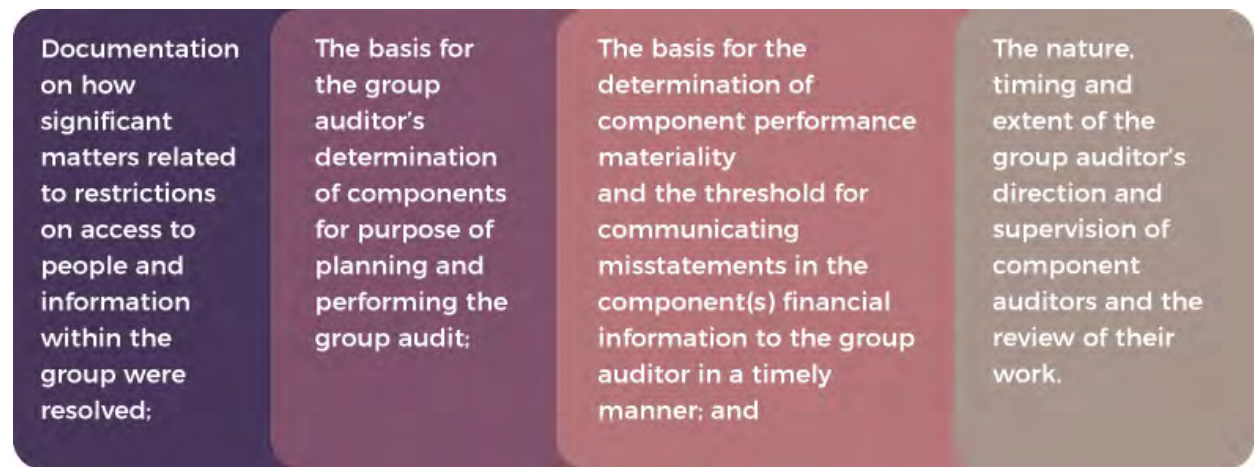 Documentation
on how
significant
matters related
to restrictions
on access to
people and
information
within the
group were
resolved;
The basis for
the group
auditor's
determination
of components
for purpose of
planning and
performing the
group audit;
The basis for the
determination of
component performance
materiality
and the threshold for
communicating
misstatements in the
component(s) financial
information to the group
auditor in a timely
manner; and
The nature,
timing and
extent of the
group auditor's
direction and
supervision of
component
auditors and the
review of their
work.